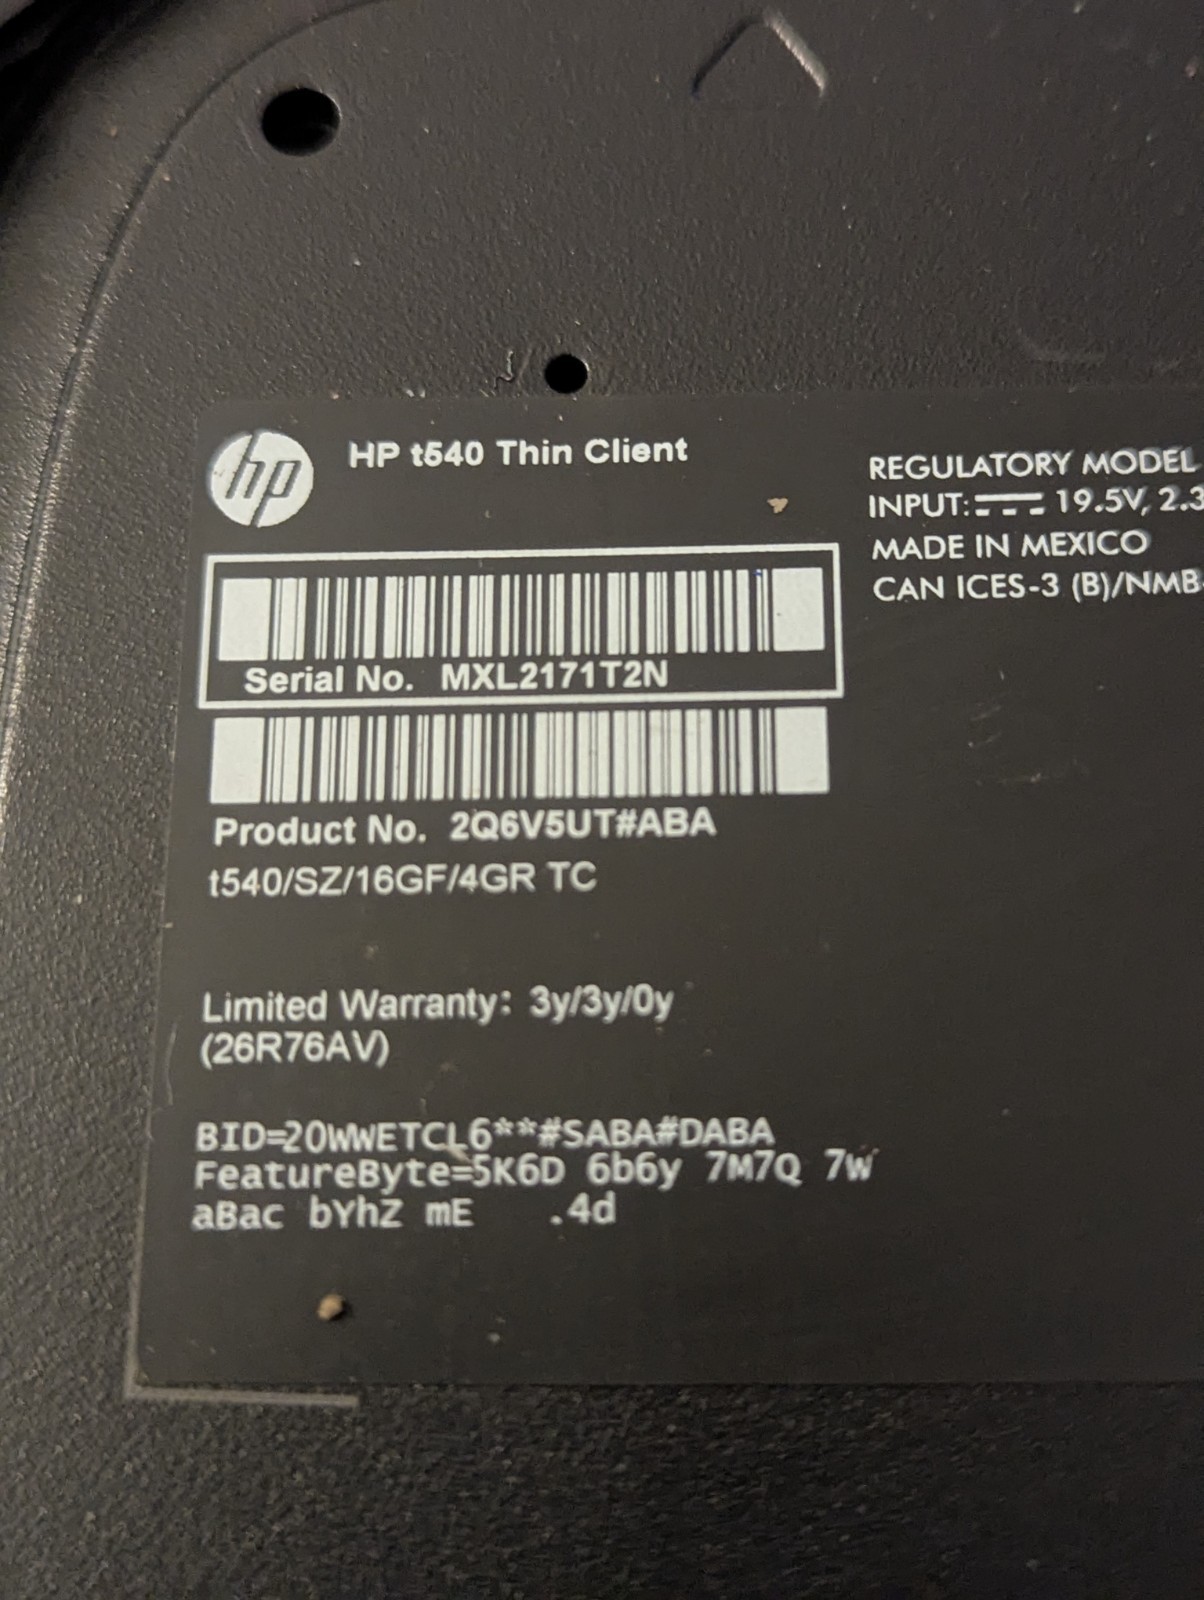 hp
HP t540 Thin Client
Serial No. MXL2171T2N
Product No. 2Q6V5UT#ABA
t540/SZ/16GF/4GR TC
Limited Warranty: 3y/3y/0y
(26R76AV)
BID=20WWETCL6**#SABA#DABA
FeatureByte=5K6D 6b6y 7M7Q 7W
aBac bYhZ mE .4d
REGULATORY MODEL
INPUT: 19.5V, 2.3
MADE IN MEXICO
CAN ICES-3 (B)/NMB